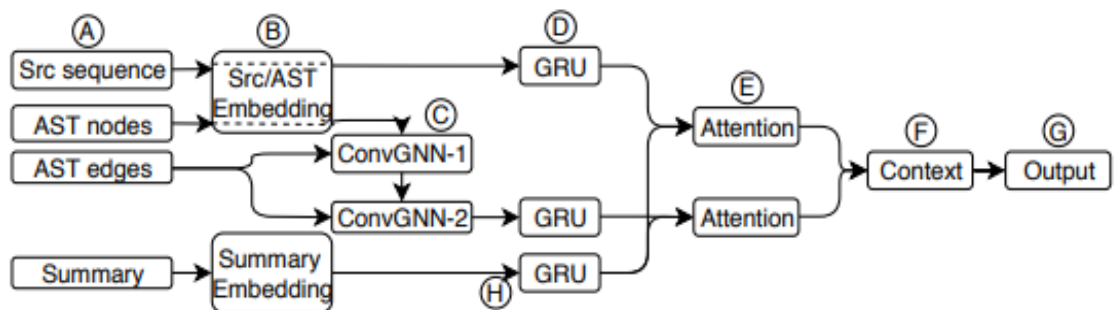 A
B
D
Src sequence
Src/AST
Embedding
GRU
E
AST nodes
C
Attention
F
G
AST edges
ConvGNN-1
Context
Output
ConvGNN-2
GRU
Attention
Summary
Summary
Embedding
H
GRU